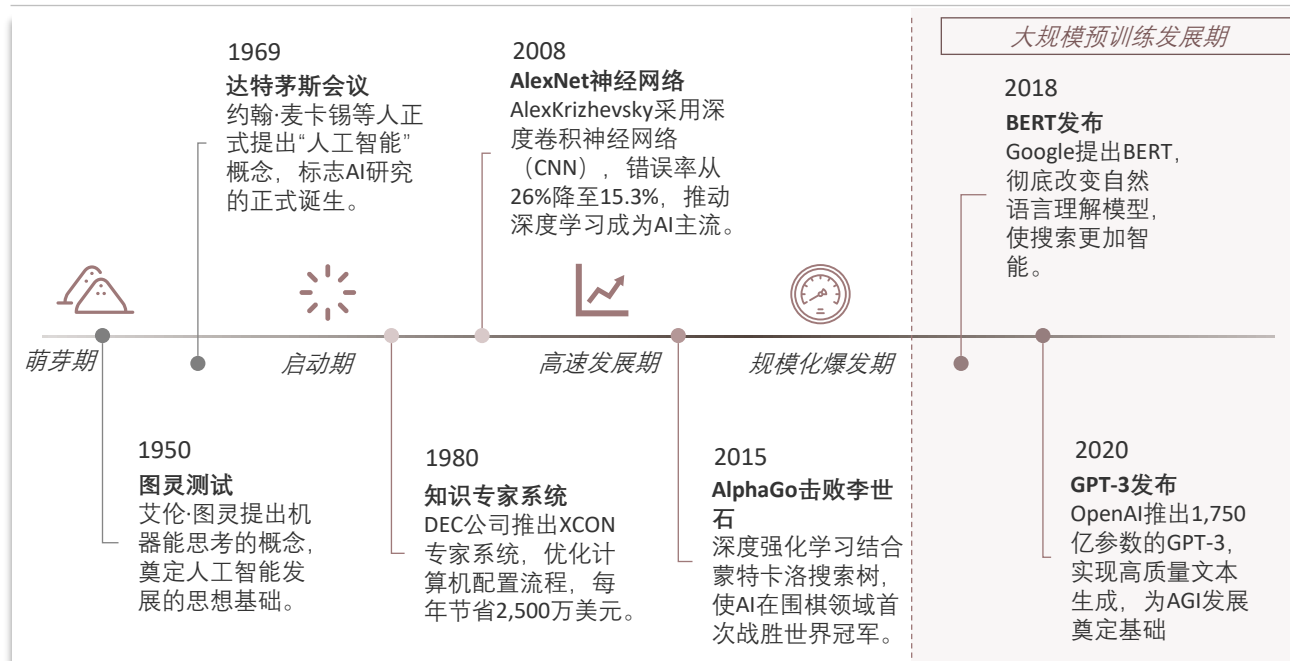 大规模预训练发展期
1969
达特茅斯会议
约翰·麦卡锡等人正
式提出“人工智能”
概念，标志AI研究
的正式诞生。
2008
AlexNet神经网络
AlexKrizhevsky采用深
度卷积神经网络
（CNN），错误率从
26%降至15.3%，推动
深度学习成为AI主流。
2018
BERT发布
Google提出BERT，
彻底改变自然
语言理解模型，
使搜索更加智
能。
萌芽期
启动期
高速发展期
规模化爆发期
1950
图灵测试
艾伦·图灵提出机
器能思考的概念，
奠定人工智能发
展的思想基础。
1980
知识专家系统
DEC公司推出XCON
专家系统，优化计
算机配置流程，每
年节省2,500万美元。
2015
AlphaGo击败李世
石
深度强化学习结合
蒙特卡洛搜索树，
使AI在围棋领域首
次战胜世界冠军。
2020
GPT-3发布
OpenAI推出1,750
亿参数的GPT-3，
实现高质量文本
生成，为AGI发展
奠定基础